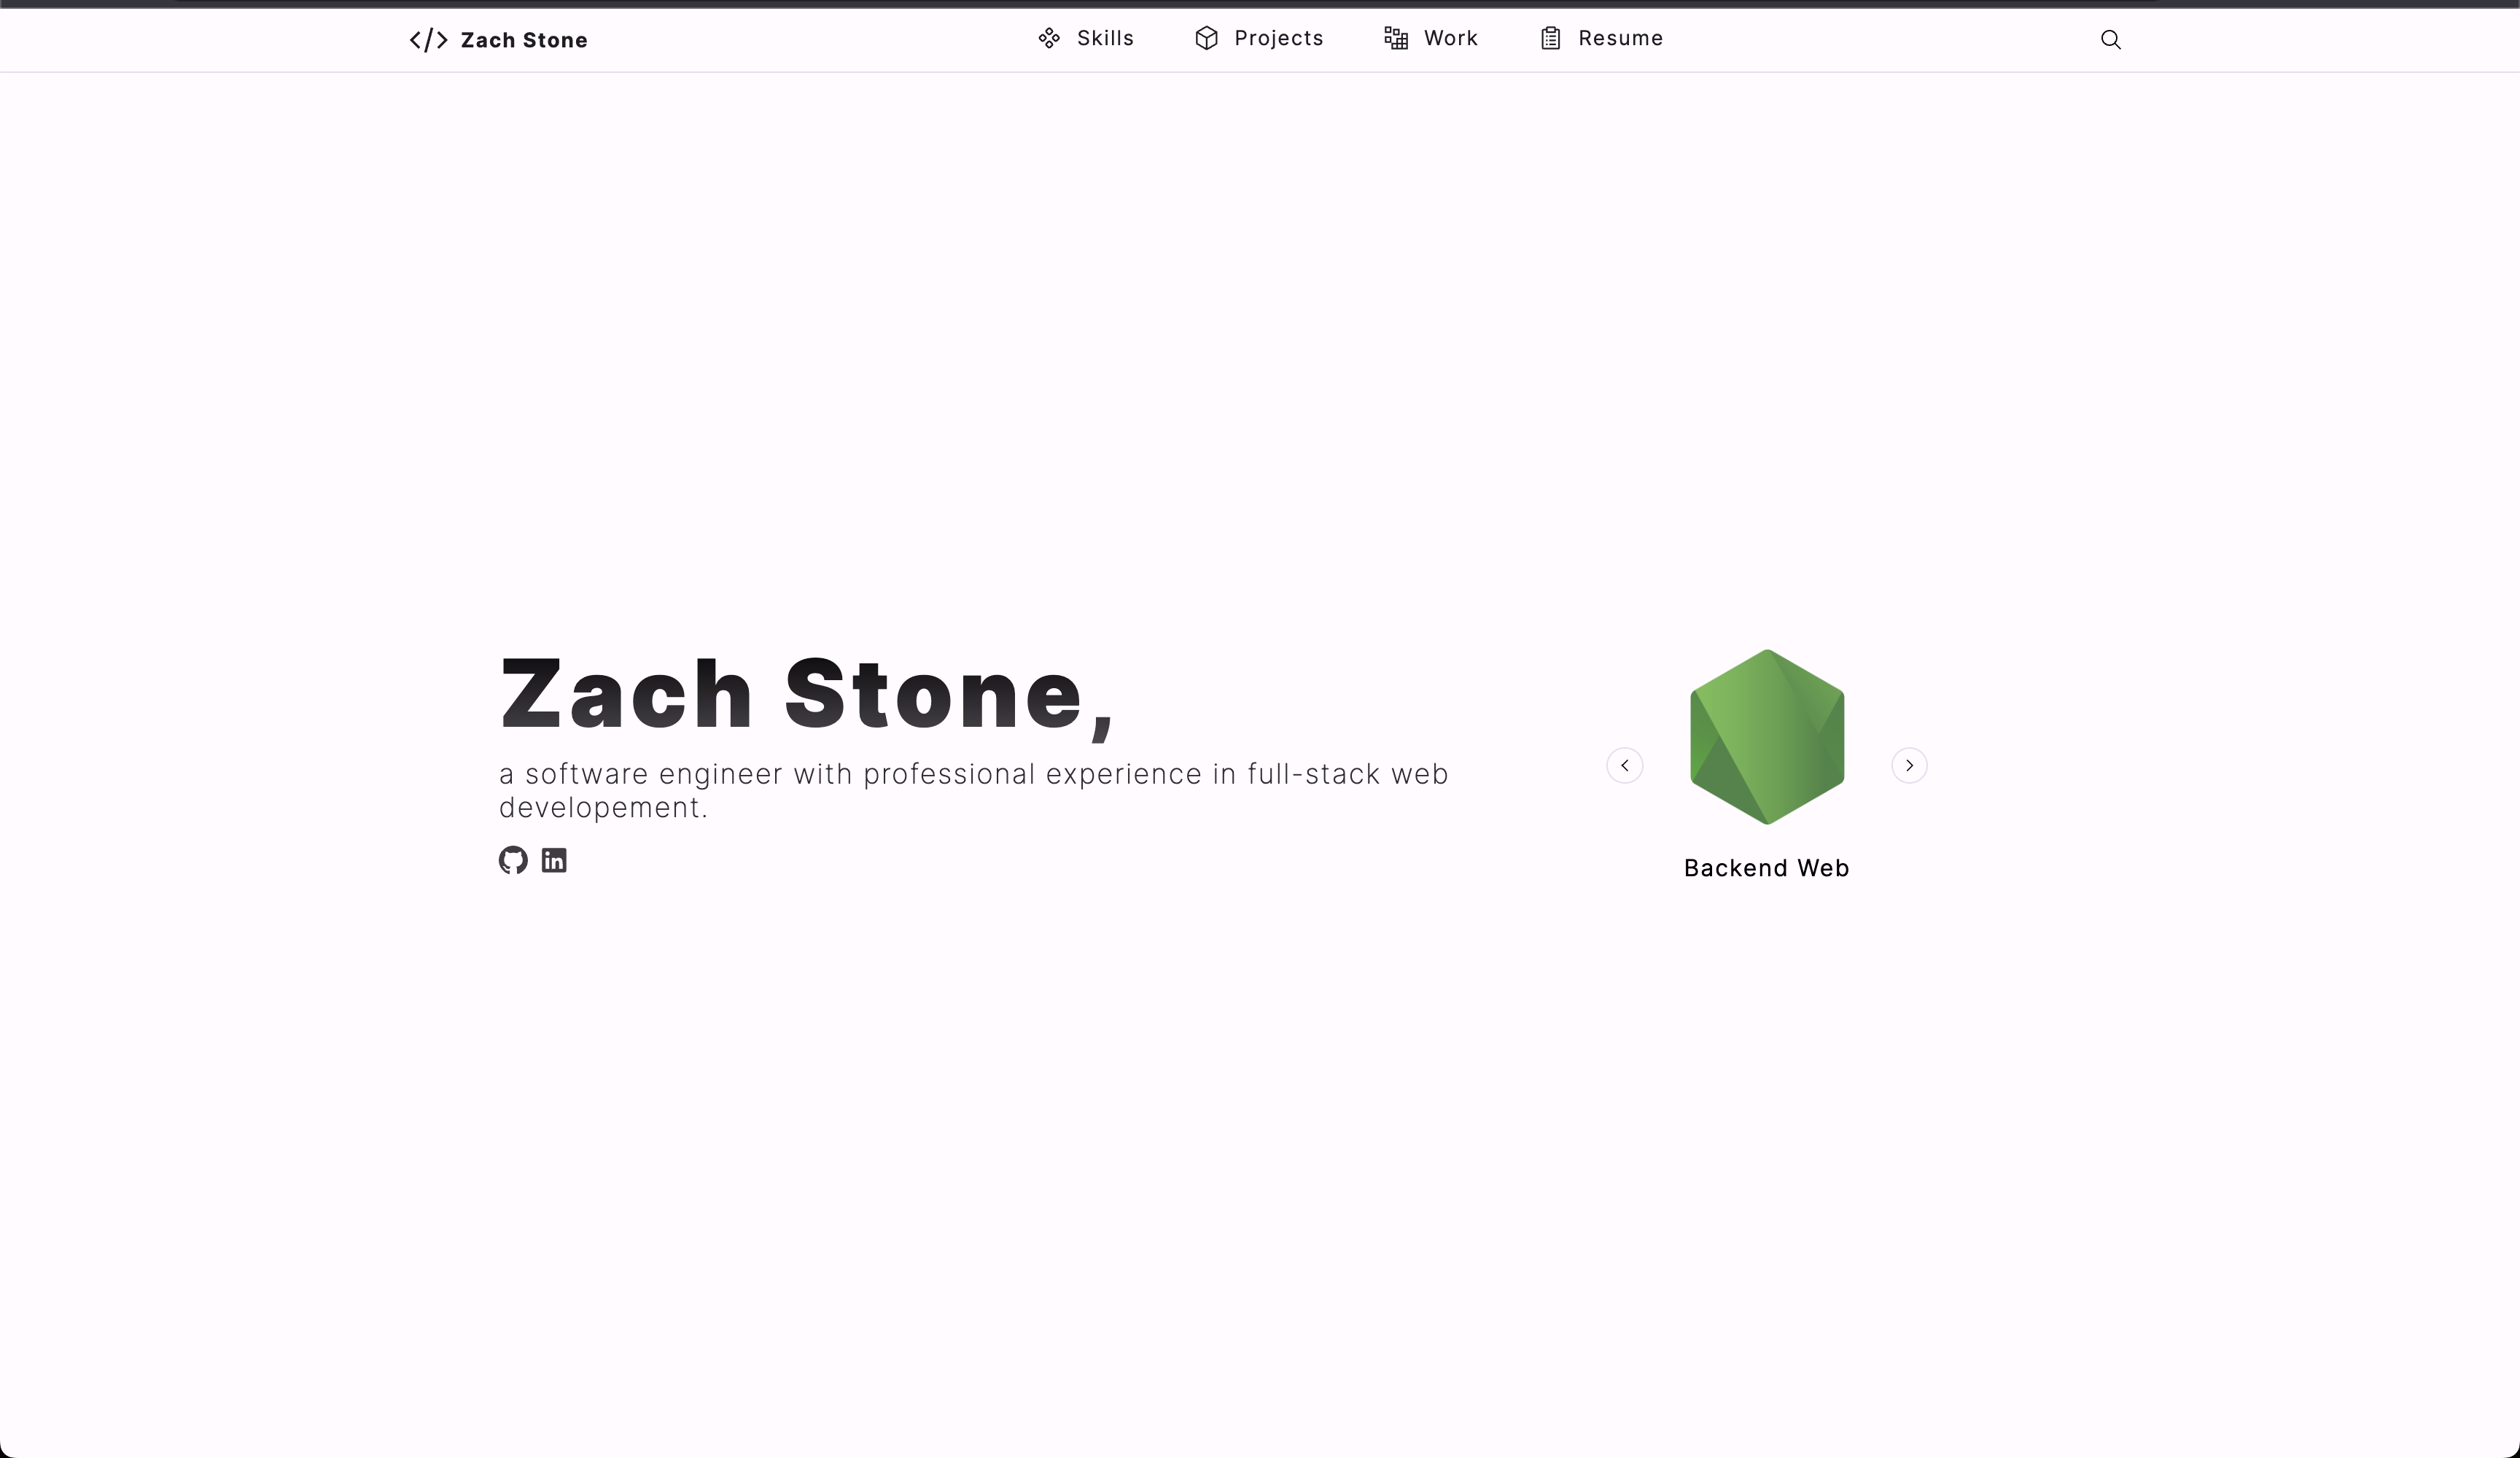 </> Zach Stone
Skills
Projects
Work
Resume
Zach Stone,
a software engineer with professional experience in full-stack web
developement.
in
Backend Web